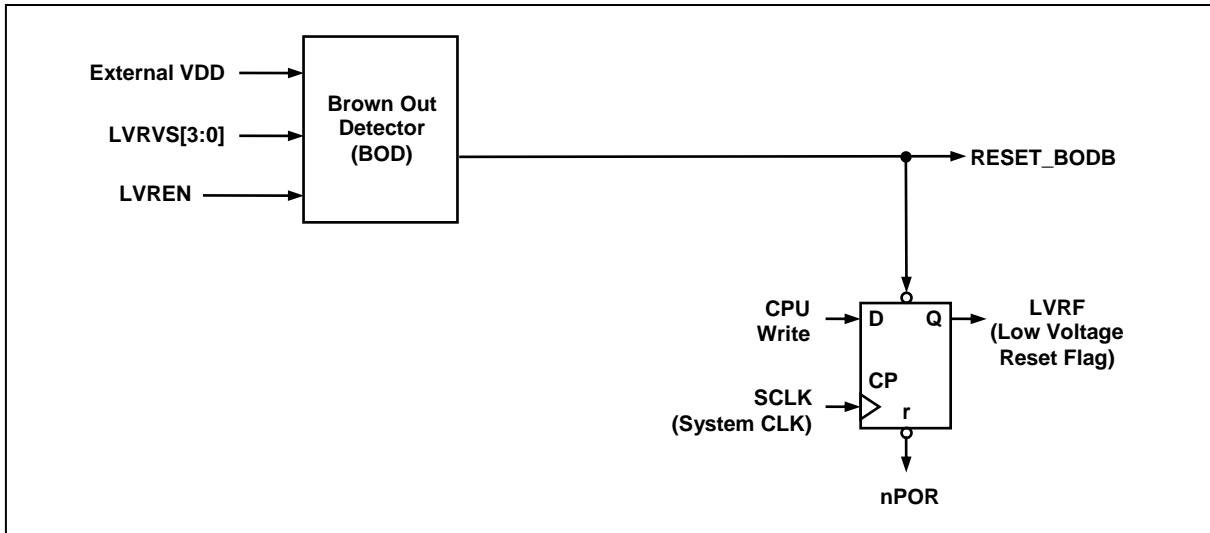 External VDD
LVRVS[3:0]
LVREN
Brown Out
Detector
(BOD)
RESET_BODB
CPU
Write
D
Q
LVRF
(Low Voltage
Reset Flag)
CP
SCLK
(System CLK)
r
nPOR